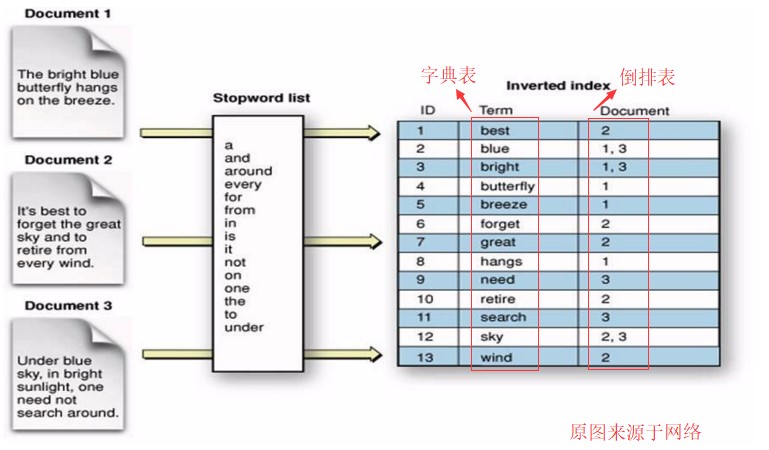 Document 1
The bright blue
butterfly hangs
on the breeze.
Document 2
It's best to
forget the great
sky and to
retire from
every wind.
Document 3
Under blue
sky, in bright
sunlight, one
need not
search around.
Stopword list
a
and
around
every
for
from
in
is
it
not
on
one
the
to
under
字典表
倒排表
Inverted index
ID Term Document
1 best 2
2 blue 1, 3
3 bright 1, 3
4 butterfly 1
5 breeze 1
6 forget 2
7 great 2
8 hangs 1
9 need 3
10 retire 2
11 search 3
12 sky 2, 3
13 wind 2
原图来源于网络